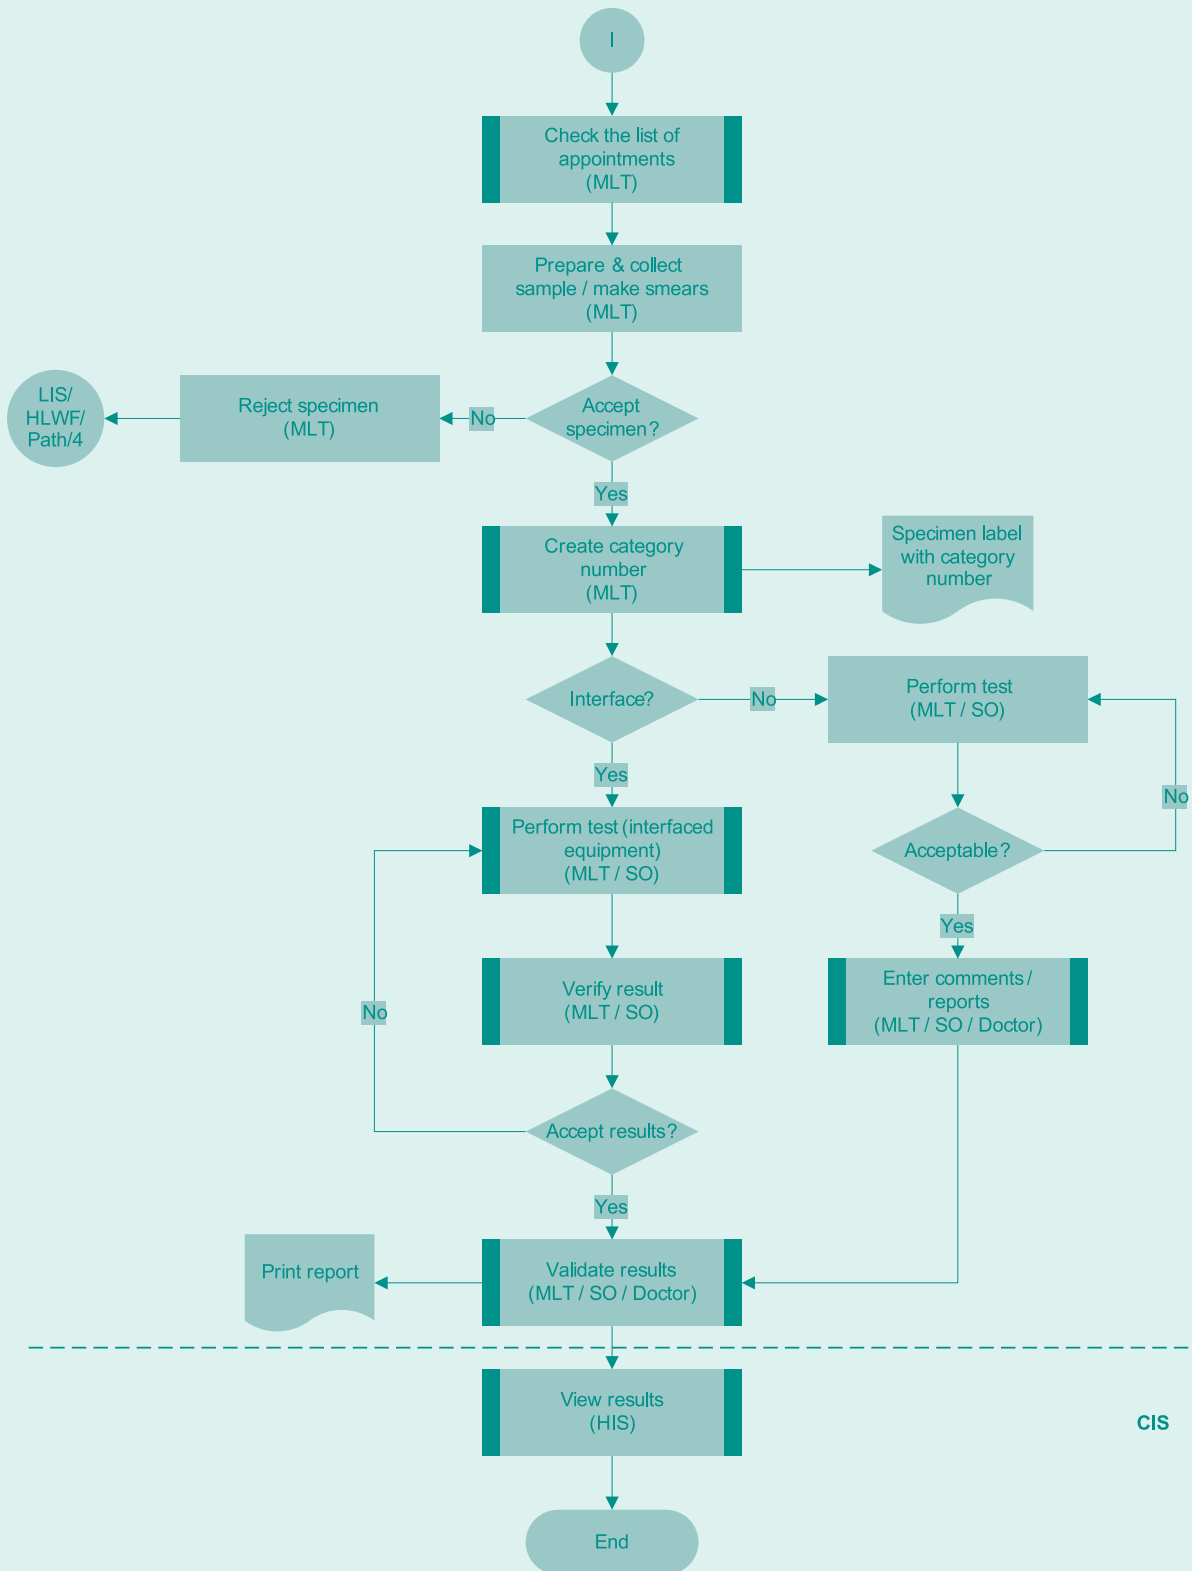 I
Check the list of
appointments
(MLT)
Prepare & collect
sample / make smears
(MLT)
LIS/
HLWF/
Path/4
Reject specimen
(MLT)
No
Accept
specimen?
Yes
Create category
number
(MLT)
Specimen label
with category
number
Interface?
No
Perform test
(MLT / SO)
Yes
No
Perform test (interfaced
equipment)
(MLT / SO)
Acceptable?
Yes
Verify result
(MLT / SO)
Enter comments/
reports
(MLT / SO / Doctor)
No
Accept results?
Yes
Print report
Validate results
(MLT / SO / Doctor)
View results
(HIS)
CIS
End